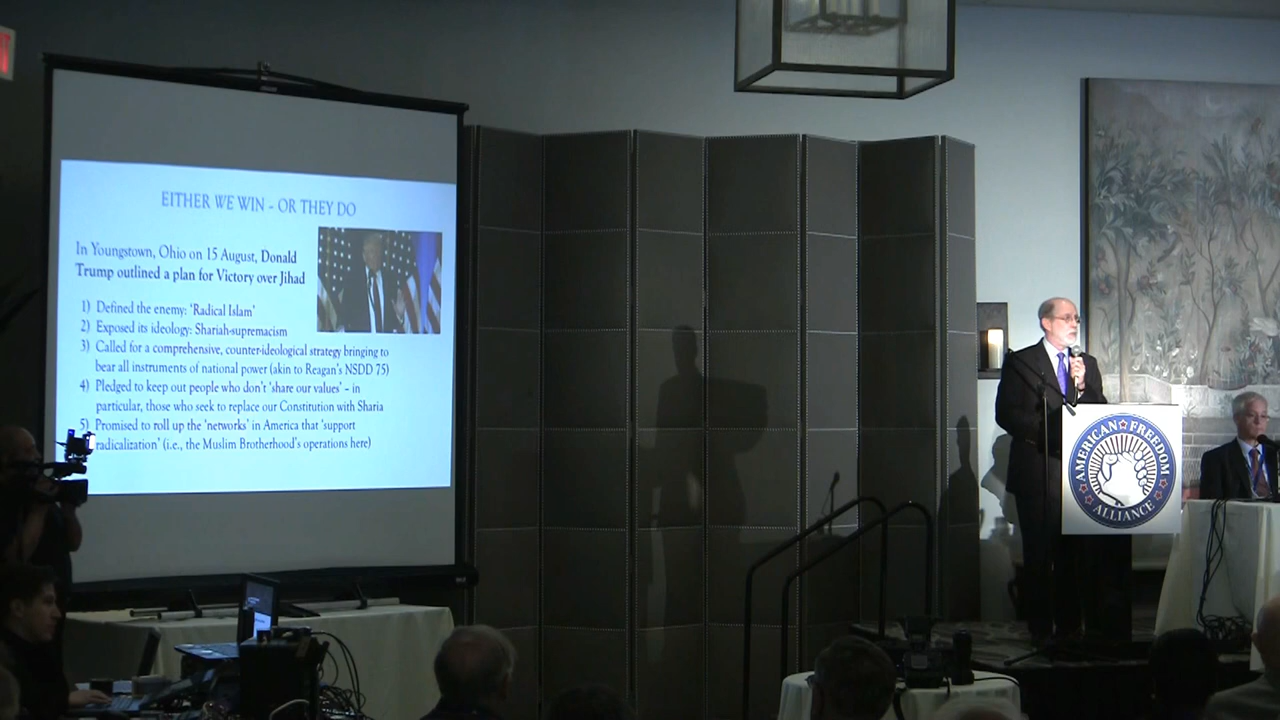 EITHER WE WIN – OR THEY DO
In Youngstown, Ohio on 15 August, Donald
Trump outlined a plan for Victory over Jihad
1) Defined the enemy: ‘Radical Islam’
2) Exposed its ideology: Shariah-supremacism
3) Called for a comprehensive, counter-ideological strategy bringing to
bear all instruments of national power (akin to Reagan’s NSDD 75)
4) Pledged to keep out people who don’t ‘share our values’ – in
particular, those who seek to replace our Constitution with Sharia
5) Promised to roll up the ‘networks’ in America that ‘support
radicalization’ (i.e., the Muslim Brotherhood’s operations here)
AMERICAN FREEDOM
ALLIANCE